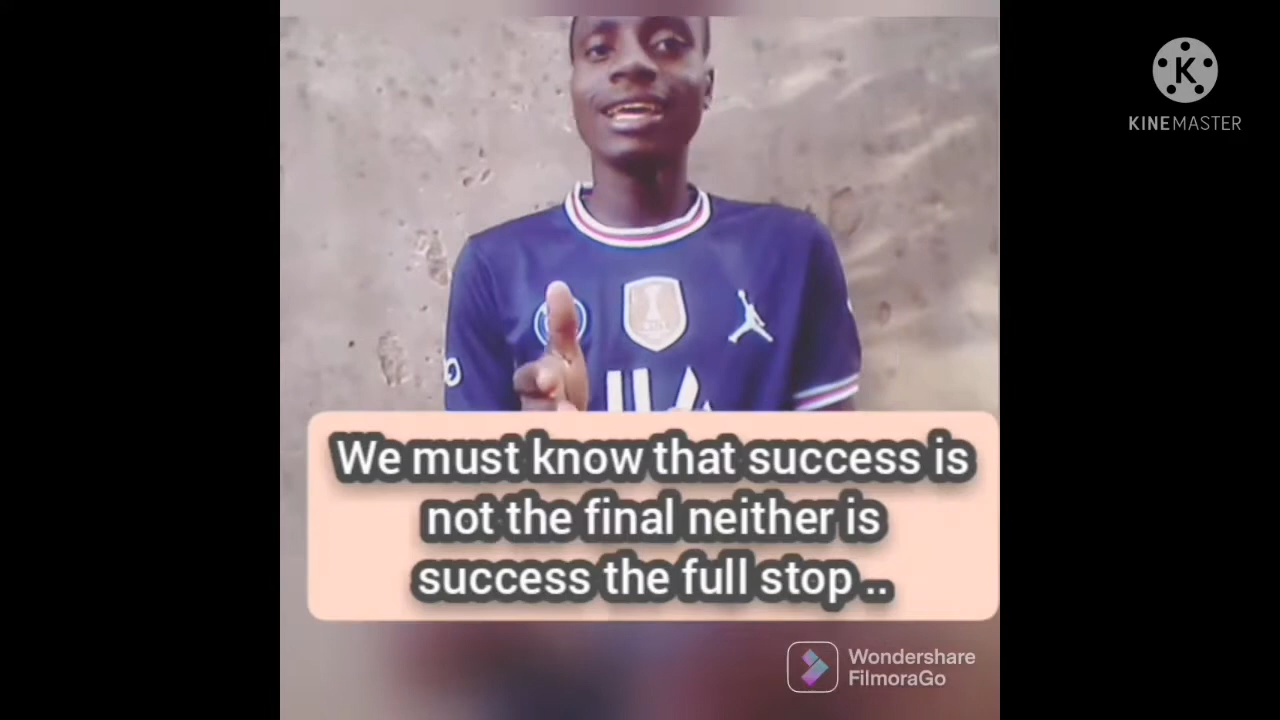 KINEMASTER
We must know that success is
not the final neither is
success the full stop ..
Wondershare
FilmoraGo